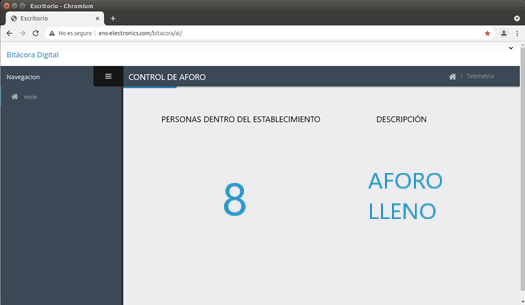 Escritorio - Chromium
Escritorio
No es seguro | ens-electronics.com/bitacora/al/
Bitácora Digital
Navegacion
CONTROL DE AFORO
/ Telemetria
Inicio
PERSONAS DENTRO DEL ESTABLECIMIENTO
DESCRIPCIÓN
8
AFORO
LLENO